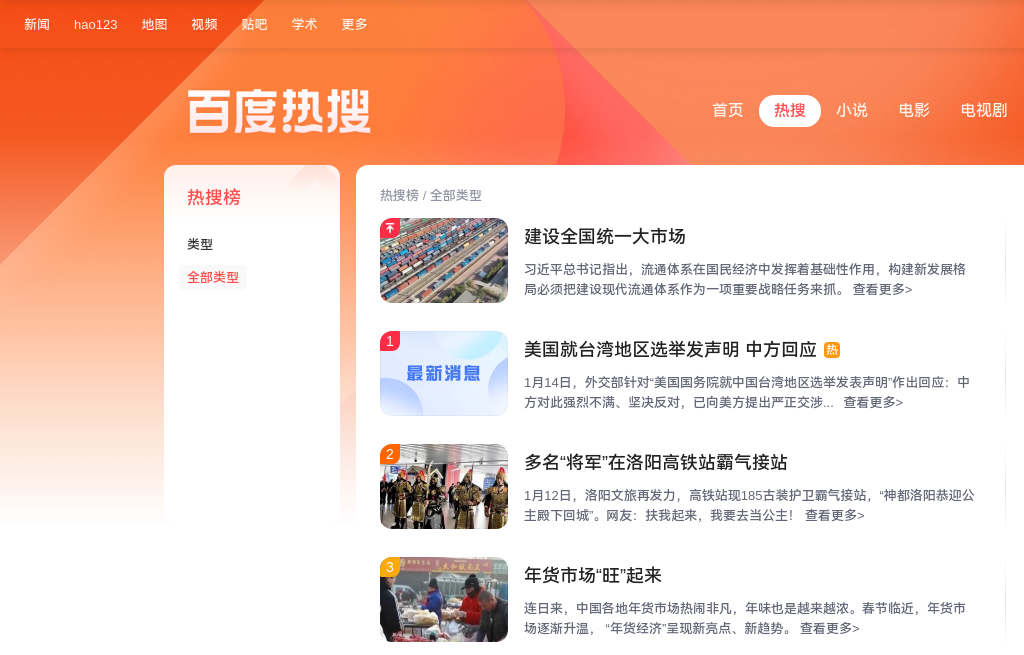 新闻 hao123 地图 视频 贴吧 学术 更多
百度热搜
首页 热搜 小说 电影 电视剧
热搜榜
类型
全部类型
热搜榜 / 全部类型
建设全国统一大市场
习近平总书记指出，流通体系在国民经济中发挥着基础性作用，构建新发展格
局必须把建设现代流通体系作为一项重要战略任务来抓。 查看更多>
1
最新消息
美国就台湾地区选举发声明 中方回应 热
1月14日，外交部针对“美国国务院就中国台湾地区选举发表声明”作出回应：中
方对此强烈不满、坚决反对，已向美方提出严正交涉... 查看更多>
2
多名“将军”在洛阳高铁站霸气接站
1月12日，洛阳文旅再发力，高铁站现185古装护卫霸气接站，“神都洛阳恭迎公
主殿下回城”。网友：扶我起来，我要去当公主！ 查看更多>
3
年货市场“旺”起来
连日来，中国各地年货市场热闹非凡，年味也是越来越浓。春节临近，年货市
场逐渐升温， “年货经济”呈现新亮点、新趋势。 查看更多>